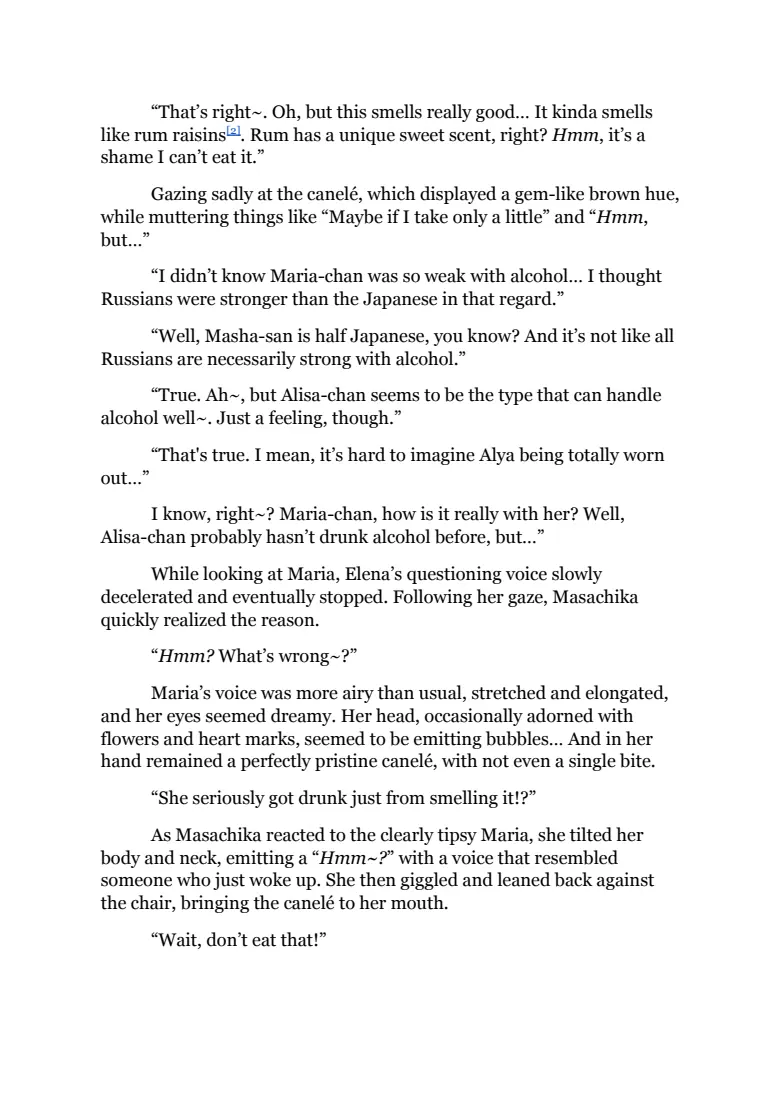 “That’s right~. Oh, but this smells really good… It kinda smells
like rum raisins[2]. Rum has a unique sweet scent, right? Hmm, it’s a
shame I can’t eat it.”
Gazing sadly at the canelé, which displayed a gem-like brown hue,
while muttering things like “Maybe if I take only a little” and “Hmm,
but…”
“I didn’t know Maria-chan was so weak with alcohol… I thought
Russians were stronger than the Japanese in that regard.”
“Well, Masha-san is half Japanese, you know? And it’s not like all
Russians are necessarily strong with alcohol.”
“True. Ah~, but Alisa-chan seems to be the type that can handle
alcohol well~. Just a feeling, though.”
“That's true. I mean, it’s hard to imagine Alya being totally worn
out…”
I know, right~? Maria-chan, how is it really with her? Well,
Alisa-chan probably hasn’t drunk alcohol before, but…”
While looking at Maria, Elena’s questioning voice slowly
decelerated and eventually stopped. Following her gaze, Masachika
quickly realized the reason.
“Hmm? What’s wrong~?”
Maria’s voice was more airy than usual, stretched and elongated,
and her eyes seemed dreamy. Her head, occasionally adorned with
flowers and heart marks, seemed to be emitting bubbles… And in her
hand remained a perfectly pristine canelé, with not even a single bite.
“She seriously got drunk just from smelling it!?”
As Masachika reacted to the clearly tipsy Maria, she tilted her
body and neck, emitting a “Hmm~?” with a voice that resembled
someone who just woke up. She then giggled and leaned back against
the chair, bringing the canelé to her mouth.
“Wait, don’t eat that!”